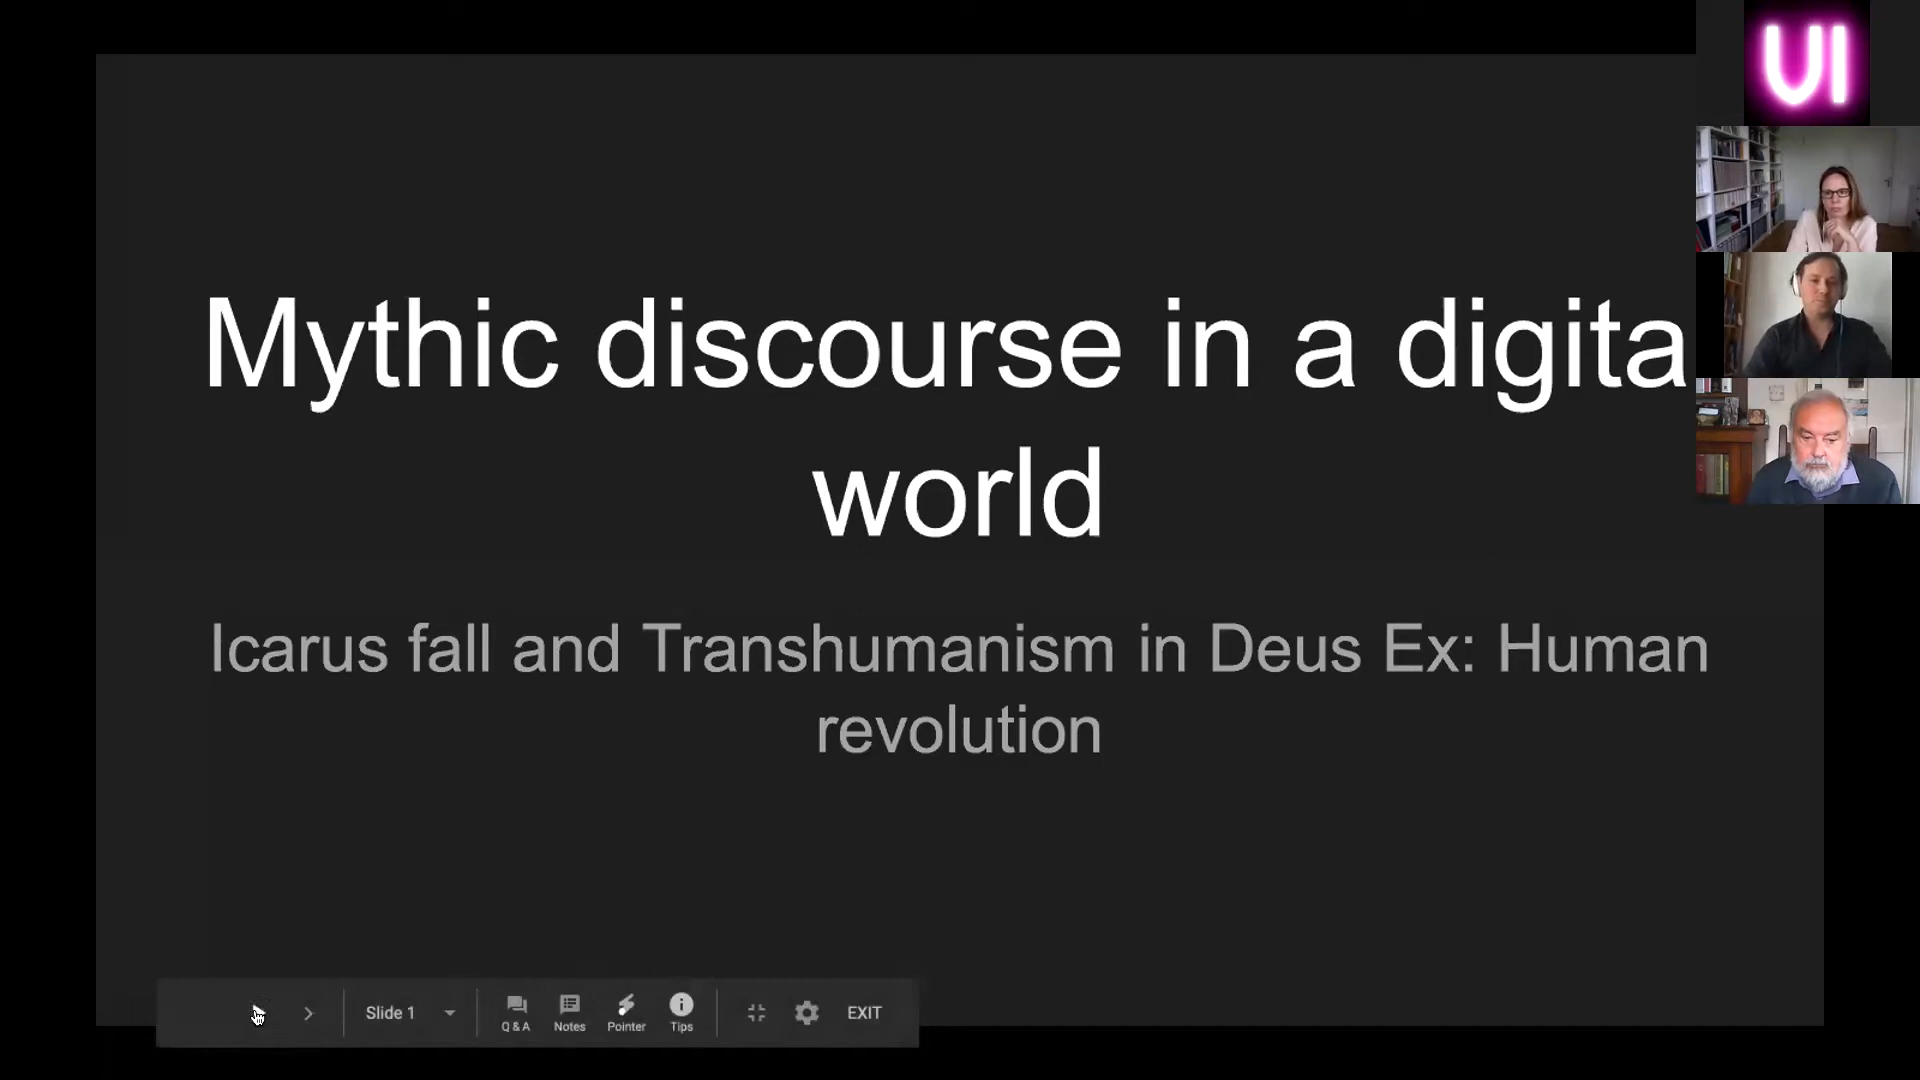 UI
Mythic discourse in a digita
world
Icarus fall and Transhumanism in Deus Ex: Human
revolution
Slide 1
Q & A
Notes
Pointer
Tips
EXIT